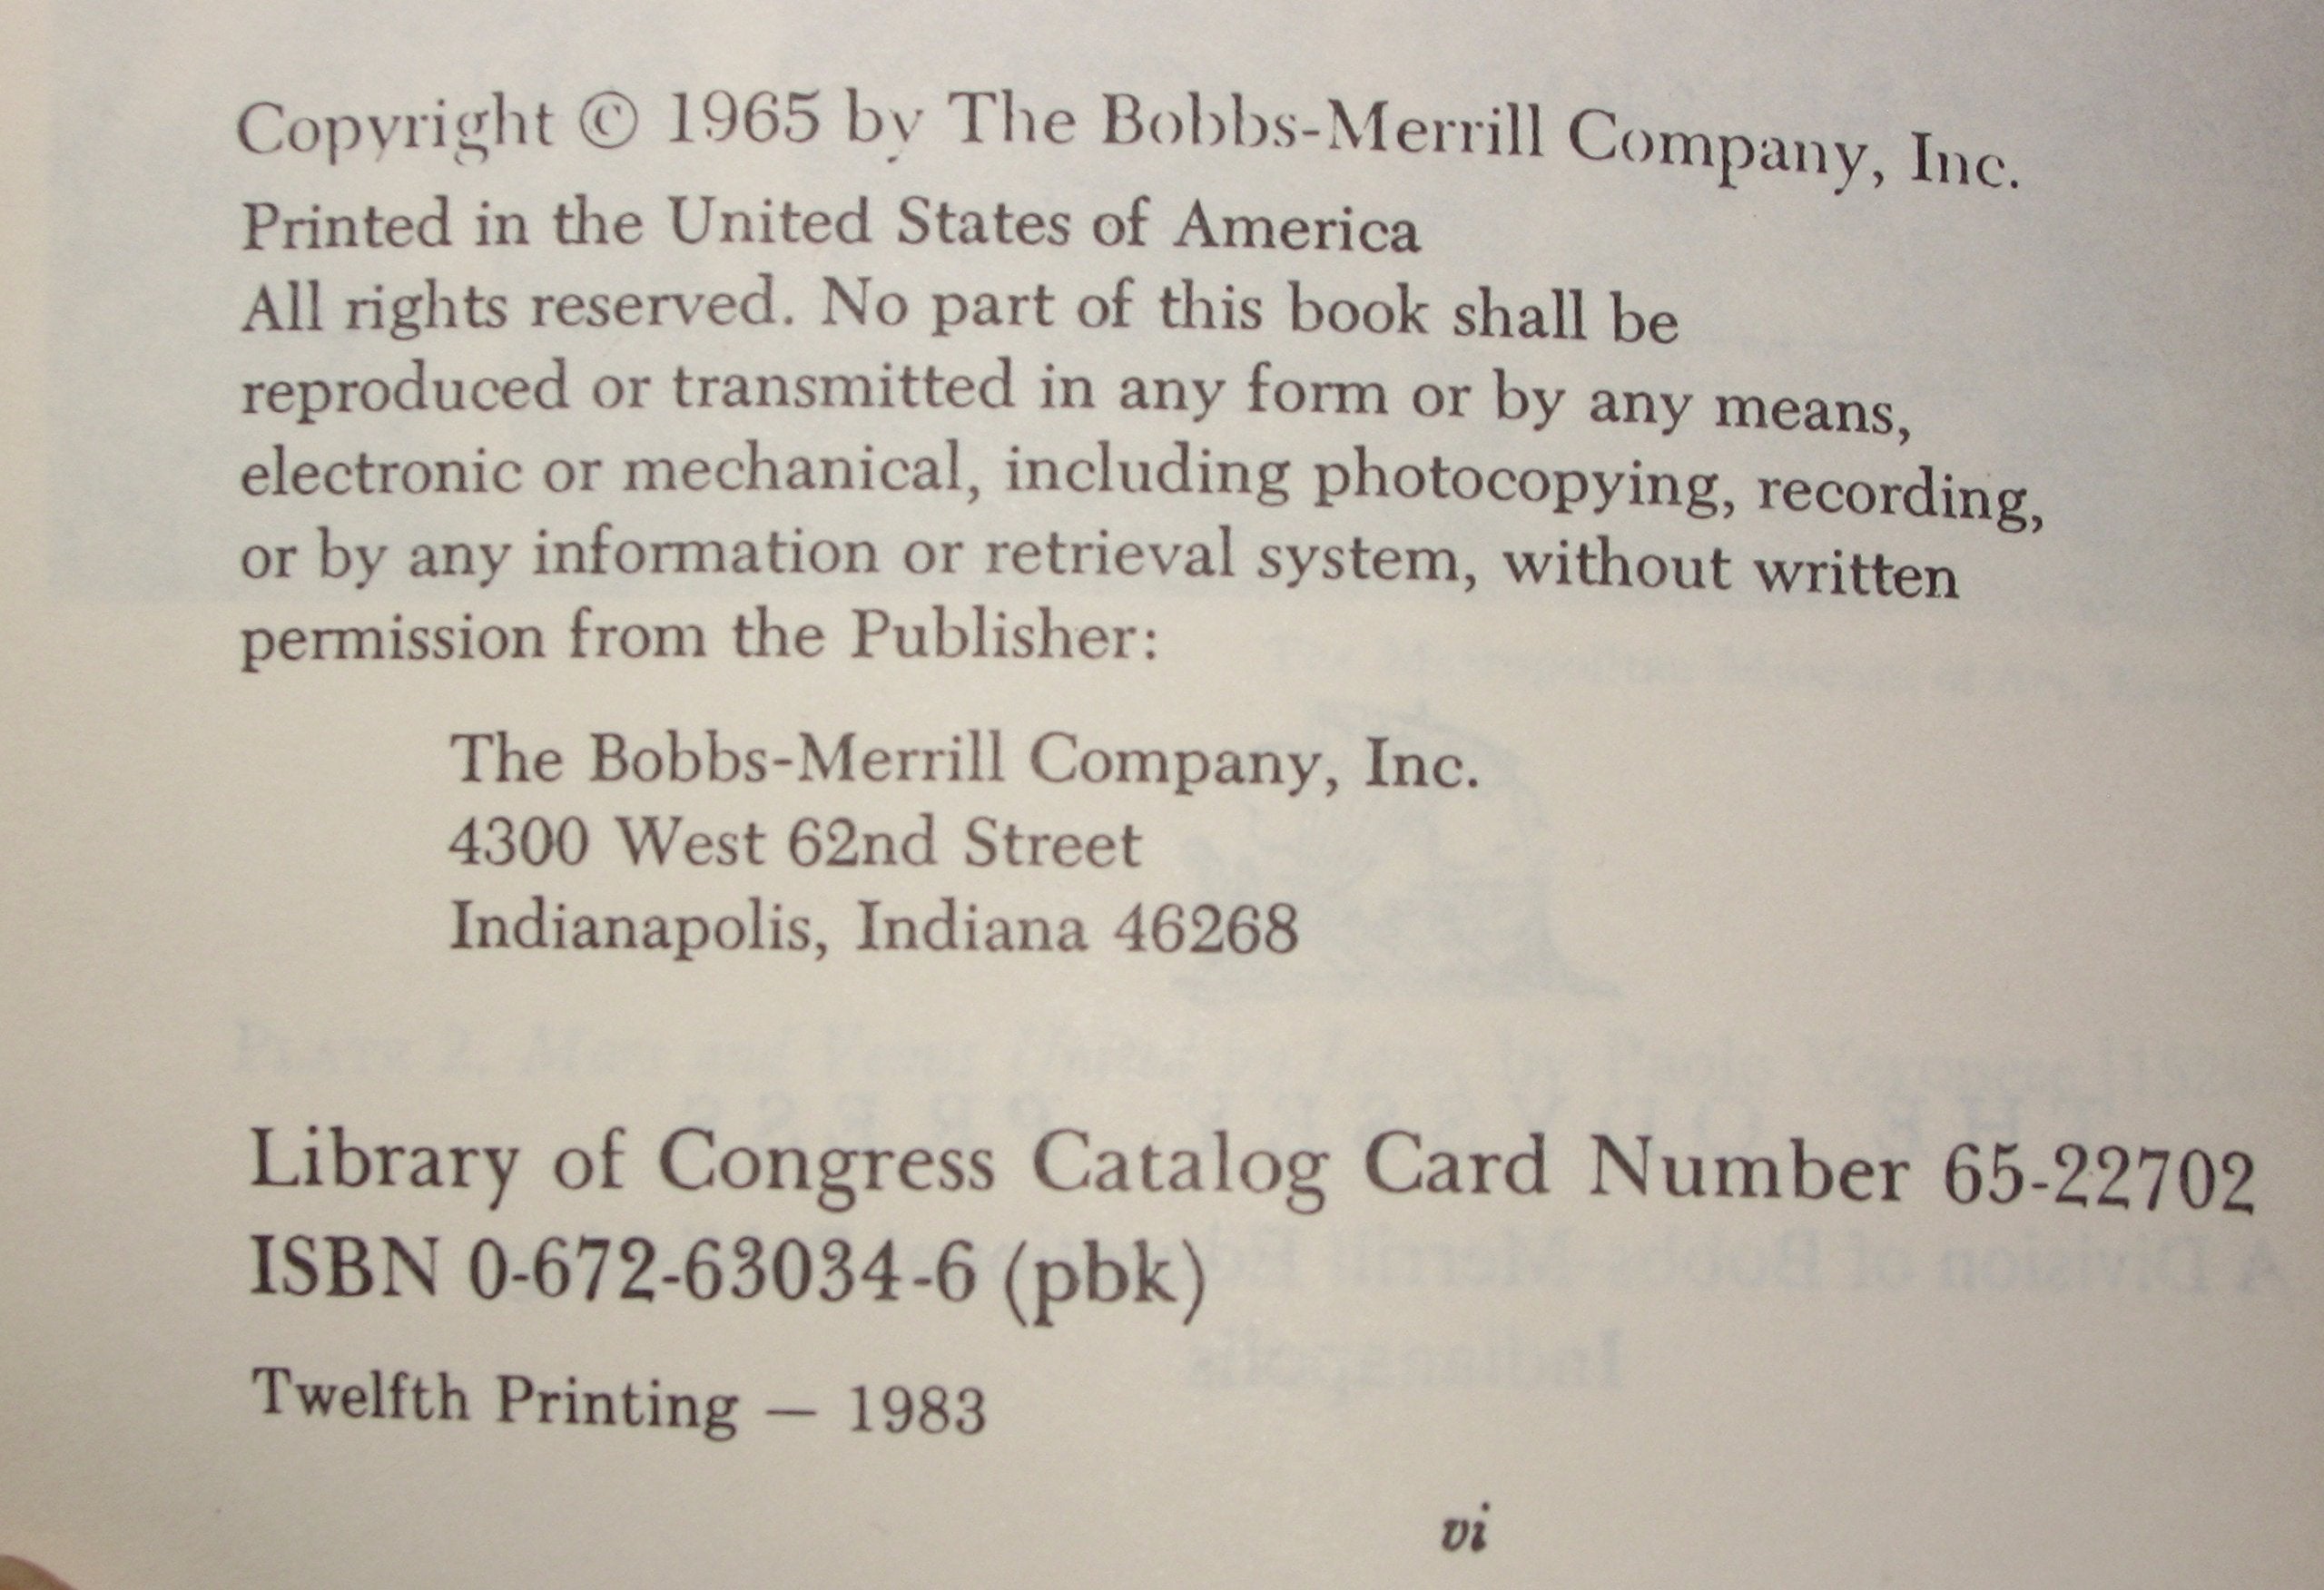 Copyright © 1965 by The Bobbs-Merrill Company, Inc.
Printed in the United States of America
All rights reserved. No part of this book shall be
reproduced or transmitted in any form or by any means,
electronic or mechanical, including photocopying, recording,
or by any information or retrieval system, without written
permission from the Publisher:
The Bobbs-Merrill Company, Inc.
4300 West 62nd Street
Indianapolis, Indiana 46268
Library of Congress Catalog Card Number 65-22702
ISBN 0-672-63034-6 (pbk)
Twelfth Printing — 1983
vi